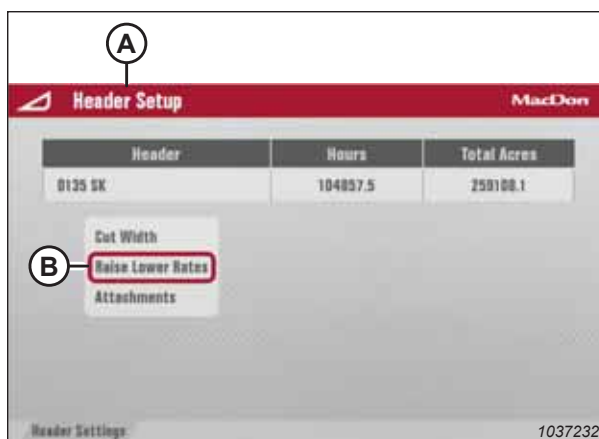 A
Header Setup MacDon
Header Hours Total Acres
D135 SK 104857.5 259108.1
Cut Width
B Raise Lower Rates
Attachments
Header Settings
1037232